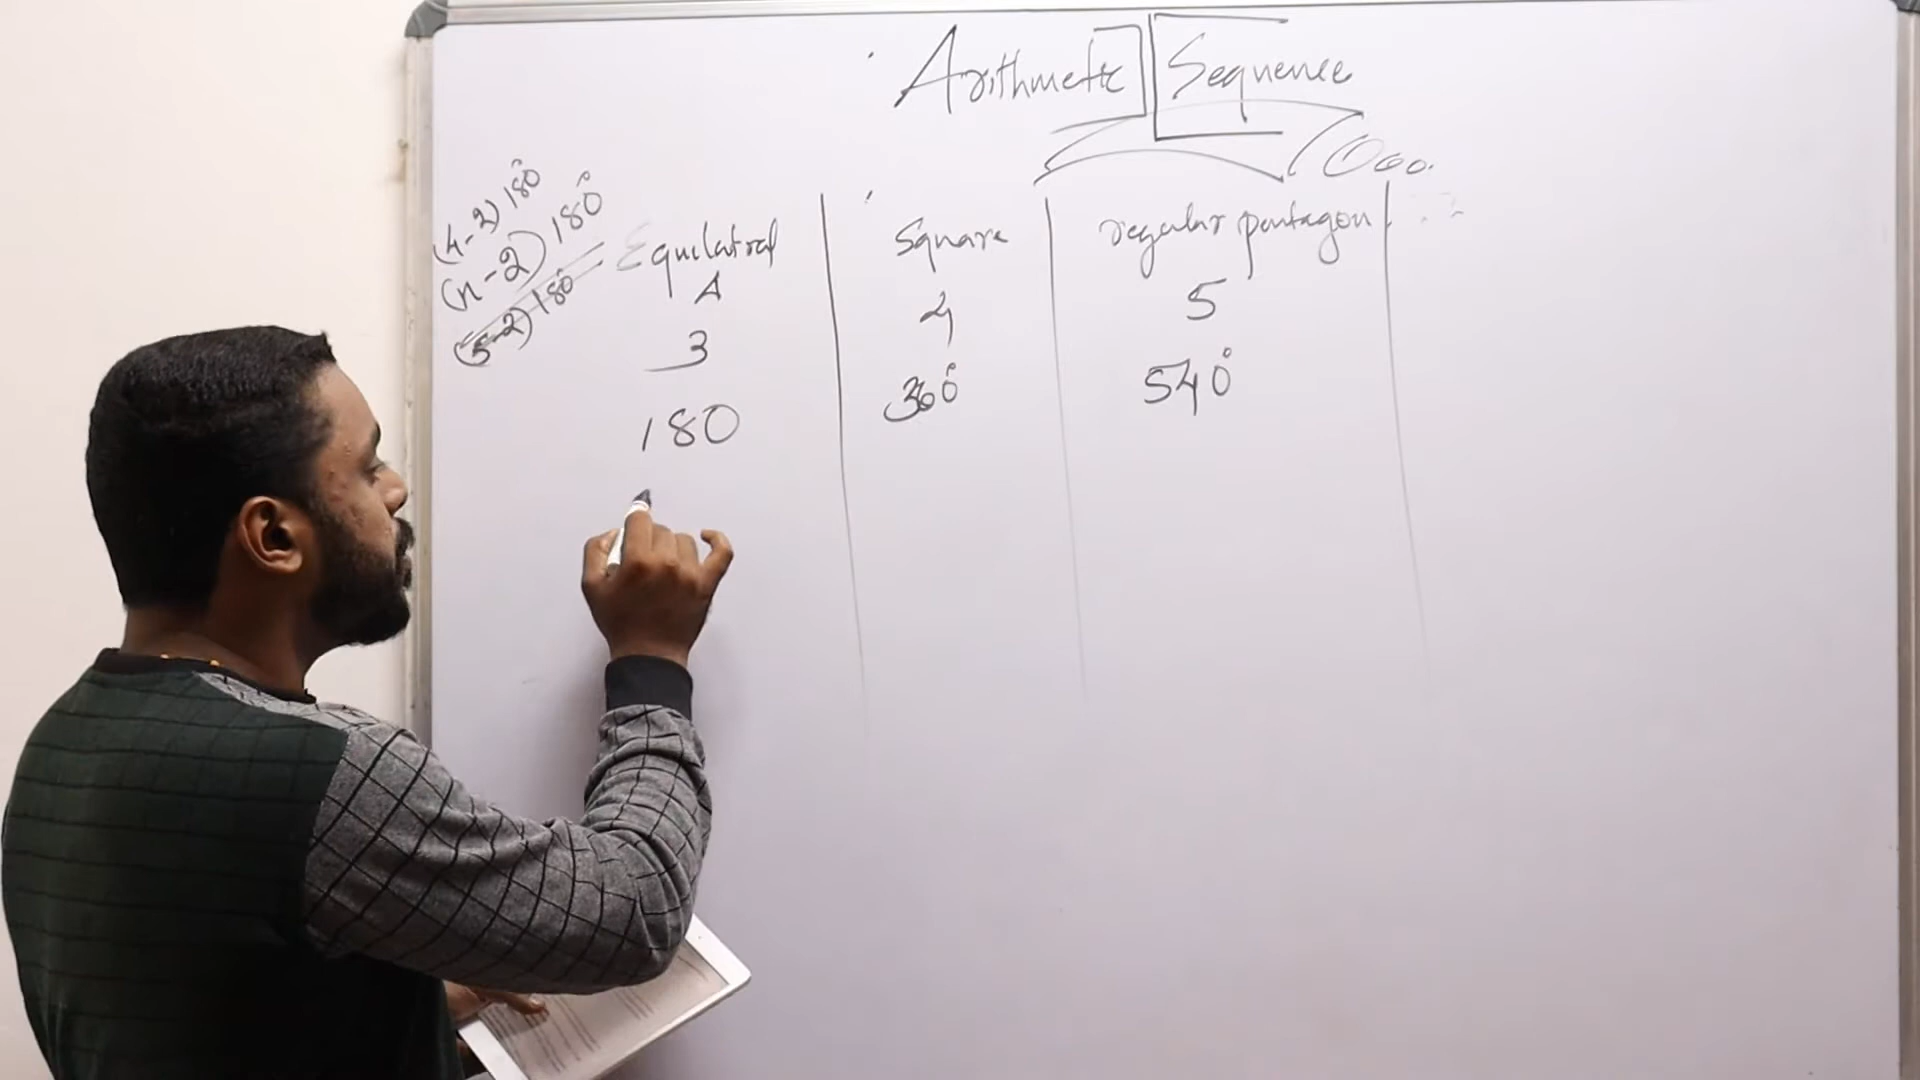 Arithmetic Sequence
(4-2) 180°
(n-2) 180°
(5-2) 180°
Equilatral
Δ
3
180
Square
4
360°
regular pentagon
5
540°